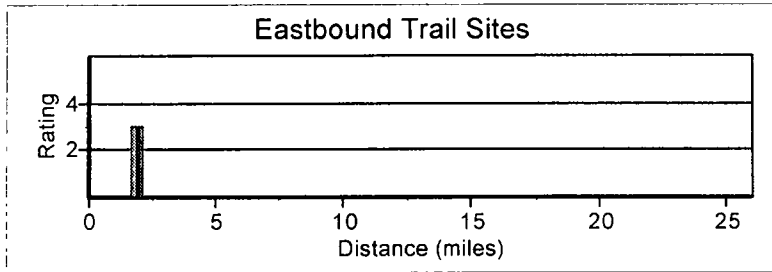 Eastbound Trail Sites
Rating
4
2
0 5 10 15 20 25
Distance (miles)